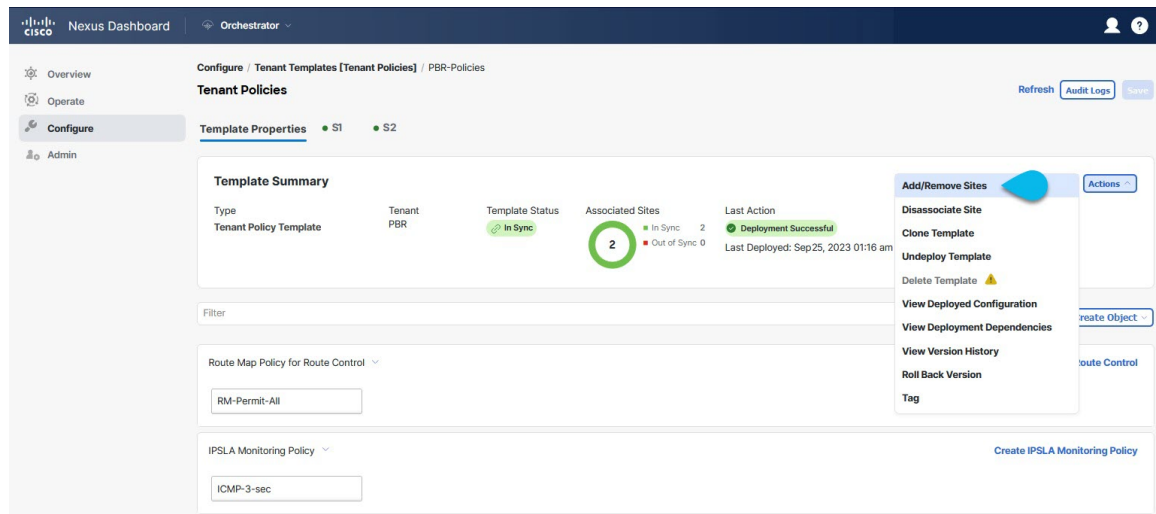 CISCO Nexus Dashboard Orchestrator ?
Overview
Operate
Configure
Admin
Configure / Tenant Templates [Tenant Policies] / PBR-Policies
Tenant Policies
Refresh Audit Logs Save
Template Properties S1 S2
Template Summary
Actions
Type
Tenant Policy Template
Tenant
PBR
Template Status
In Sync
Associated Sites
2
In Sync 2
Out of Sync 0
Last Action
Deployment Successful
Last Deployed: Sep25, 2023 01:16 am
Add/Remove Sites
Disassociate Site
Clone Template
Undeploy Template
Delete Template
View Deployed Configuration
View Deployment Dependencies
View Version History
Roll Back Version
Tag
Filter
reate Object
Route Map Policy for Route Control
oute Control
RM-Permit-All
IPSLA Monitoring Policy
Create IPSLA Monitoring Policy
ICMP-3-sec